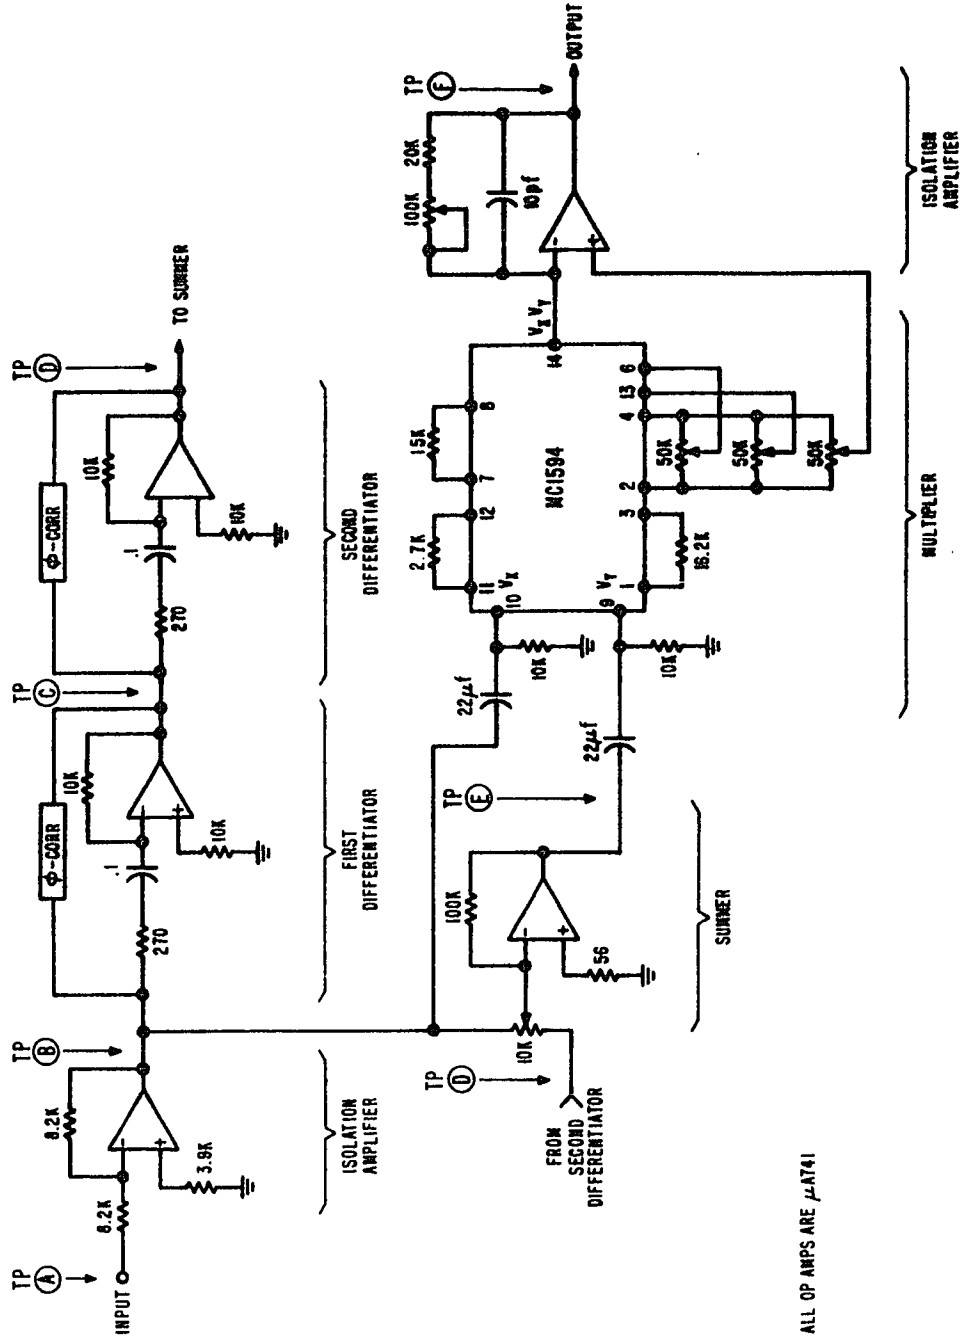 TP A
INPUT
8.2K
8.2K
3.9K
ISOLATION
AMPLIFIER
TP B
Φ-CORR
270
.1
10K
10K
FIRST
DIFFERENTIATOR
TP C
Φ-CORR
270
.1
10K
10K
SECOND
DIFFERENTIATOR
TP D
TO SUMMER
FROM
SECOND
DIFFERENTIATOR
TP D
10K
100K
56
SUMMER
TP E
22μf
22μf
10K
10K
2.7K
15K
11
12
7
8
VX
10
MC1594
14
VX VY
9
VY
1
3
2
4
13
6
16.2K
50K
50K
50K
MULTIPLIER
100K
20K
10pf
TP F
OUTPUT
ISOLATION
AMPLIFIER
ALL OP AMPS ARE μA741